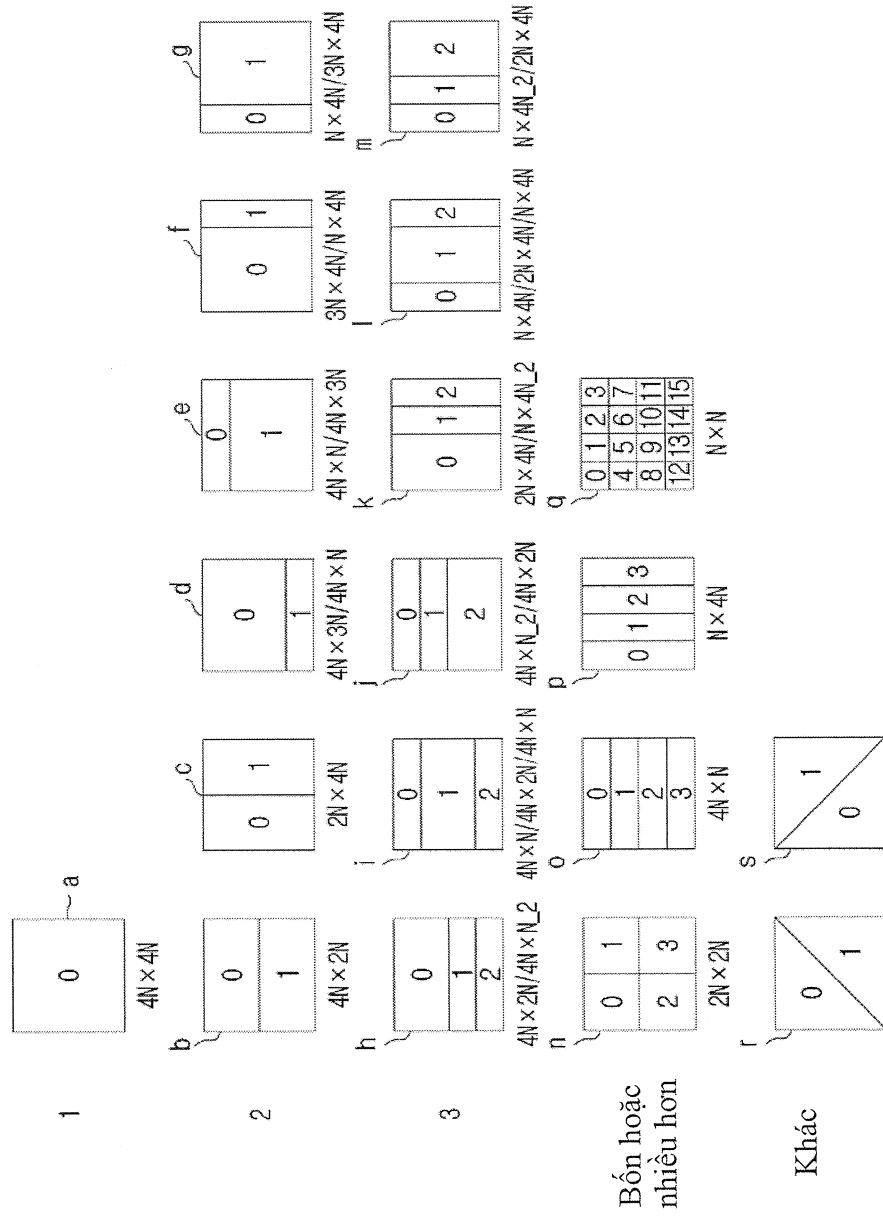 1
a
0
4N×4N
2
b
0
1
4N×2N
c
0
1
2N×4N
d
0
1
4N×3N/4N×N
e
0
1
4N×N/4N×3N
f
0
1
3N×4N/N×4N
g
0
1
N×4N/3N×4N
3
h
0
1
2
4N×2N/4N×N_2
i
0
1
2
4N×N/4N×2N/4N×N
j
0
1
2
4N×N_2/4N×2N
k
0 1 2
2N×4N/N×4N_2
l
0 1 2
N×4N/2N×4N/N×4N
m
0 1 2
N×4N_2/2N×4N
Bốn hoặc
nhiều hơn
n
0 1
2 3
2N×2N
o
0
1
2
3
4N×N
p
0 1 2 3
N×4N
q
0 1 2 3
4 5 6 7
8 9 10 11
12 13 14 15
N×N
Khác
r
0
1
s
1
0